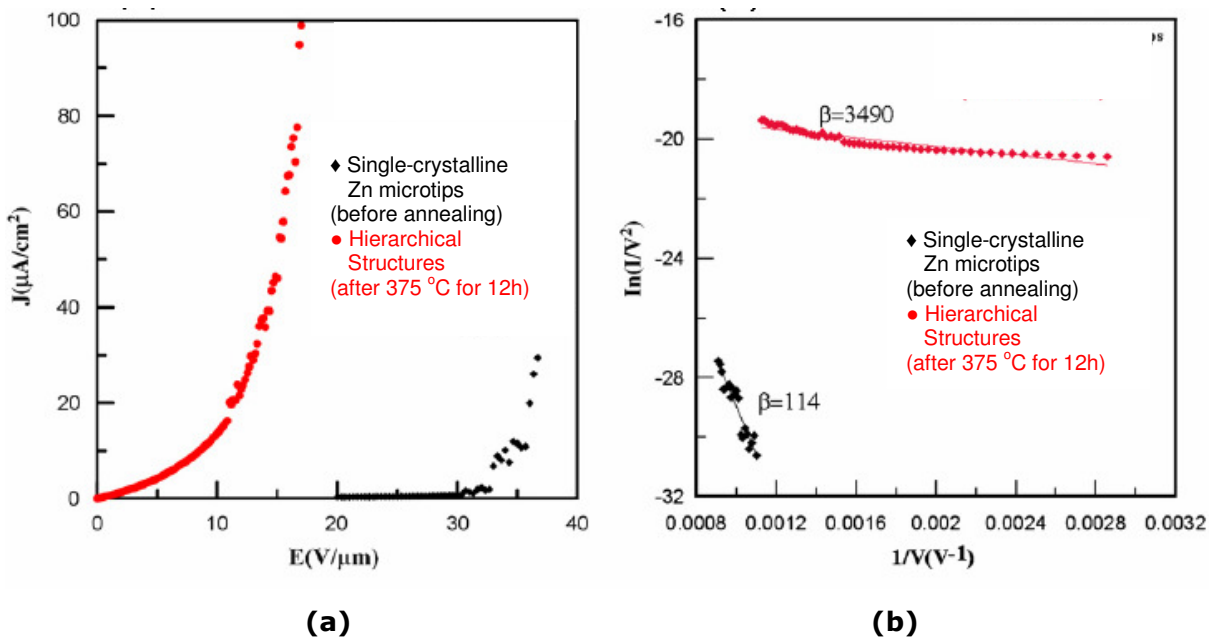 100
80
60
40
20
0
J(μA/cm²)
0 10 20 30 40
E(V/μm)
♦ Single-crystalline
Zn microtips
(before annealing)
● Hierarchical
Structures
(after 375 °C for 12h)
(a)
-16
-20
-24
-28
-32
ln(I/V²)
β=3490
β=114
♦ Single-crystalline
Zn microtips
(before annealing)
● Hierarchical
Structures
(after 375 °C for 12h)
0.0008 0.0012 0.0016 0.002 0.0024 0.0028 0.0032
1/V(V⁻¹)
(b)